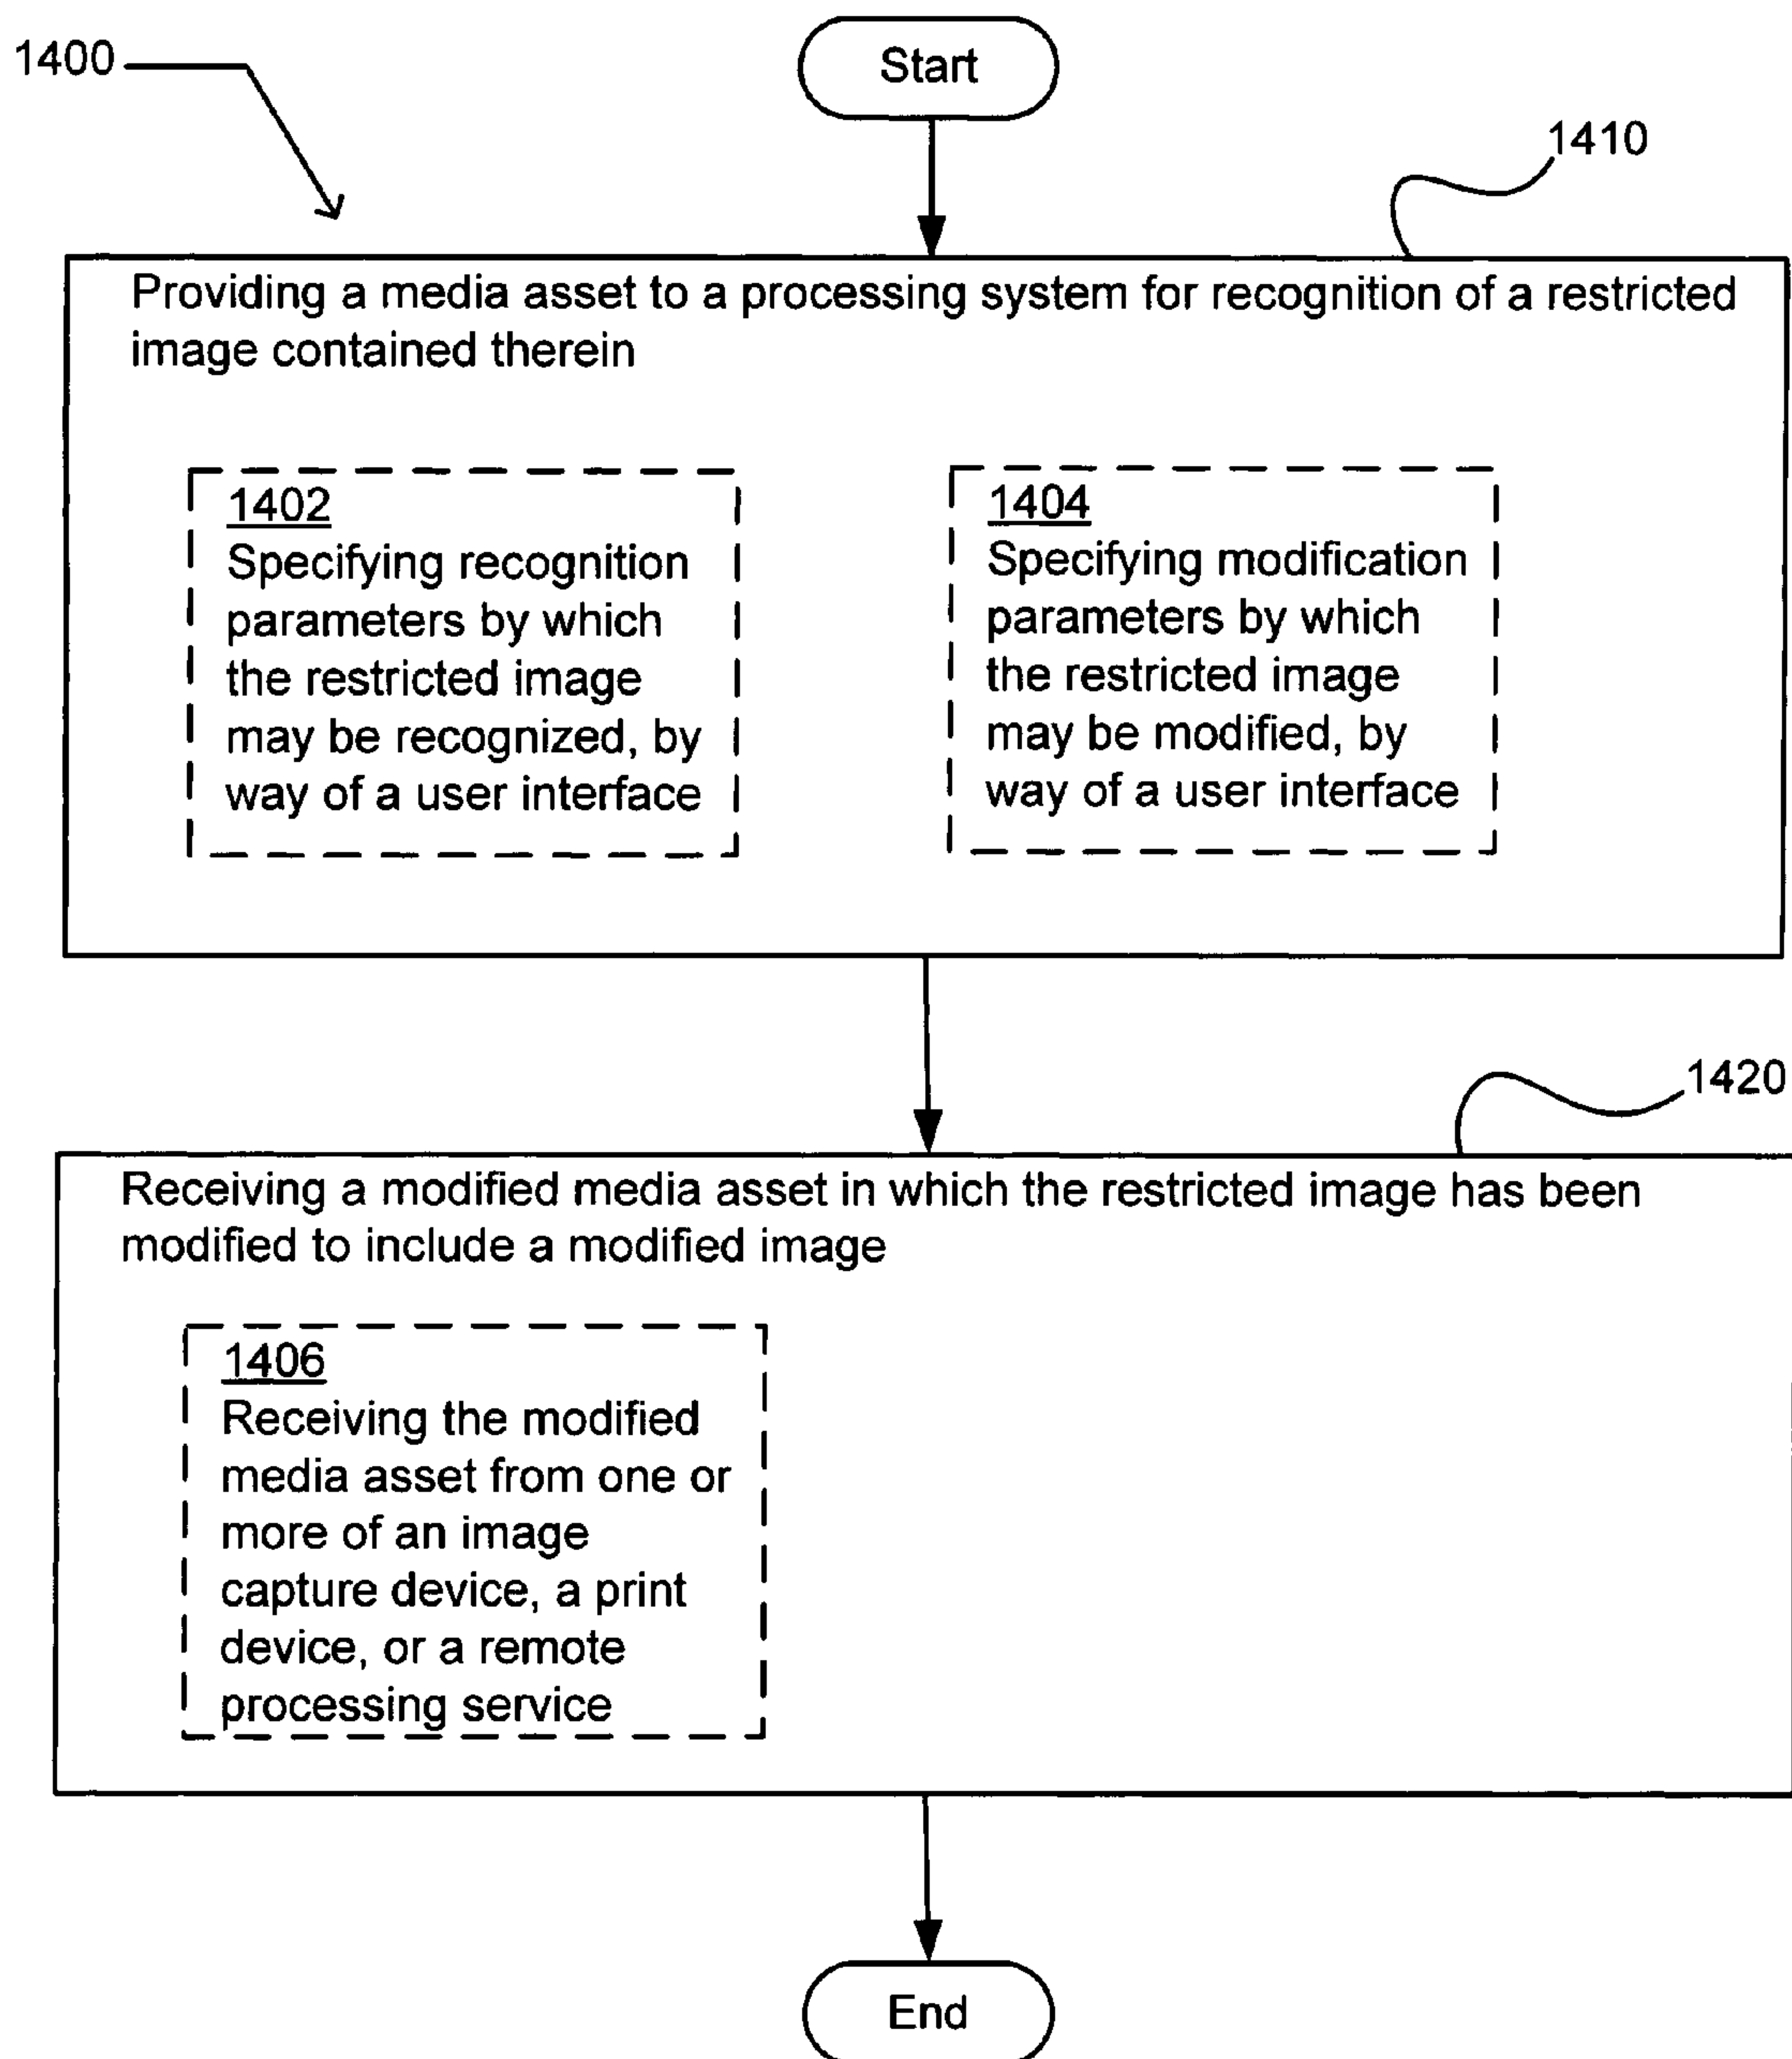 1400
Start
1410
Providing a media asset to a processing system for recognition of a restricted
image contained therein
1402
Specifying recognition
parameters by which
the restricted image
may be recognized, by
way of a user interface
1404
Specifying modification
parameters by which
the restricted image
may be modified, by
way of a user interface
1420
Receiving a modified media asset in which the restricted image has been
modified to include a modified image
1406
Receiving the modified
media asset from one or
more of an image
capture device, a print
device, or a remote
processing service
End